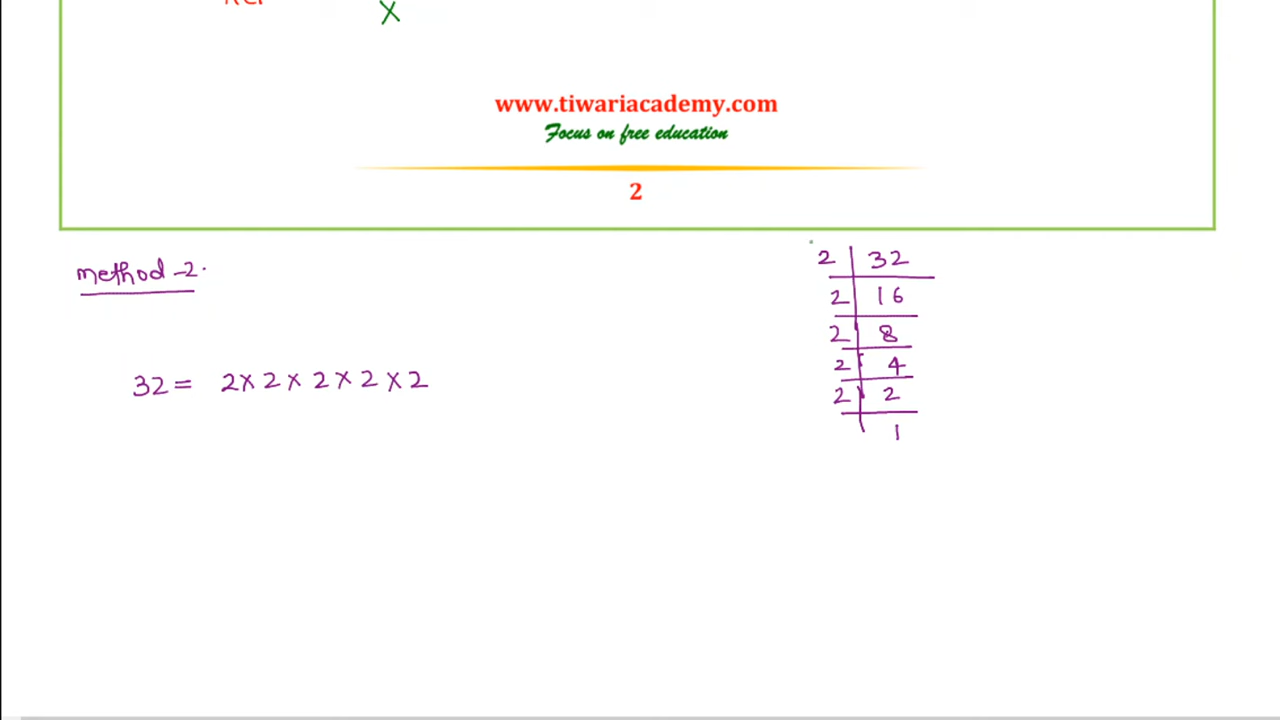 X
www.tiwariacademy.com
Focus on free education
2
method-2.
32 = 2×2×2×2×2
2 | 32
2 | 16
2 | 8
2 | 4
2 | 2
1